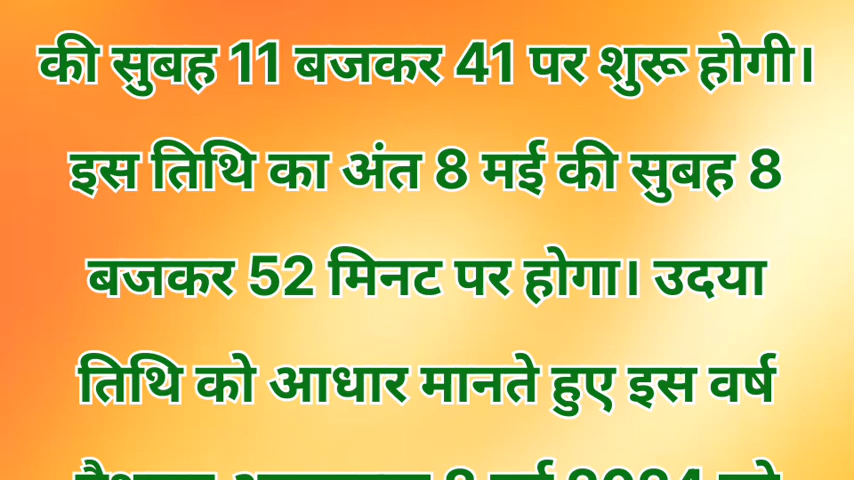 की सुबह 11 बजकर 41 पर शुरू होगी।
इस तिथि का अंत 8 मई की सुबह 8
बजकर 52 मिनट पर होगा। उदया
तिथि को आधार मानते हुए इस वर्ष